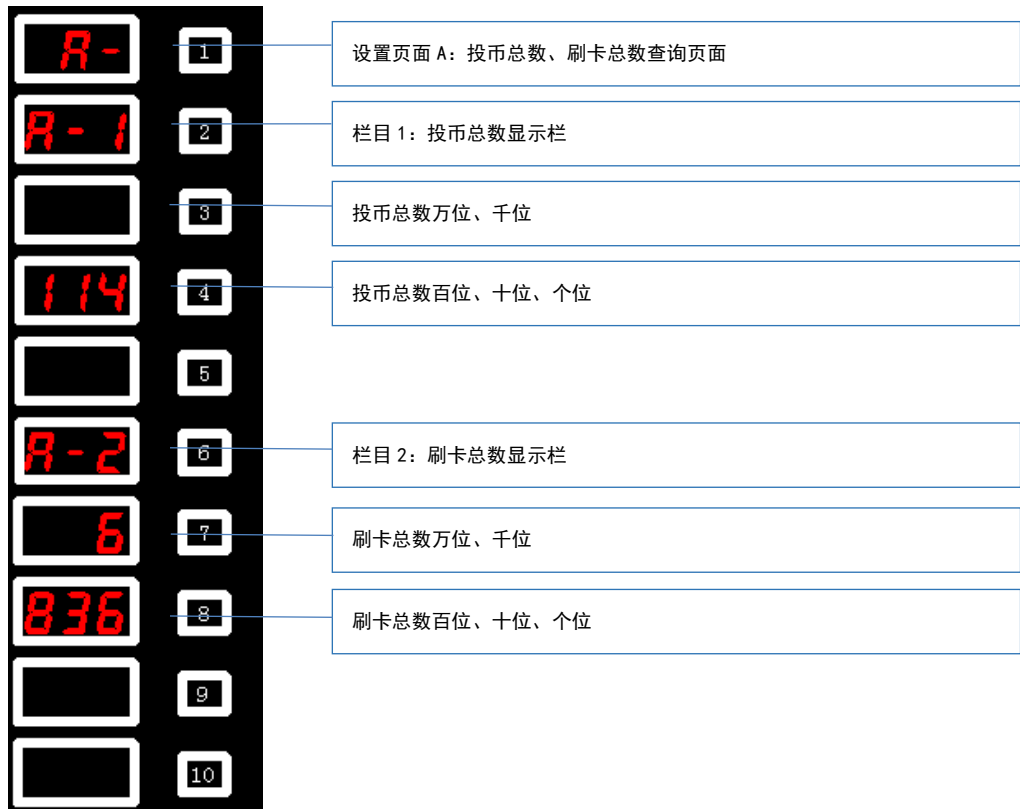 A- 1 设置页面 A：投币总数、刷卡总数查询页面
A-1 2 栏目 1：投币总数显示栏
3 投币总数万位、千位
114 4 投币总数百位、十位、个位
5
A-2 6 栏目 2：刷卡总数显示栏
6 7 刷卡总数万位、千位
836 8 刷卡总数百位、十位、个位
9
10